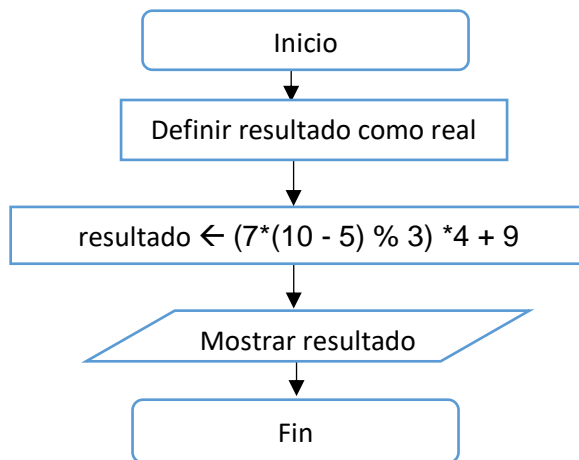 Inicio
Definir resultado como real
resultado ← (7*(10 - 5) % 3) *4 + 9
Mostrar resultado
Fin